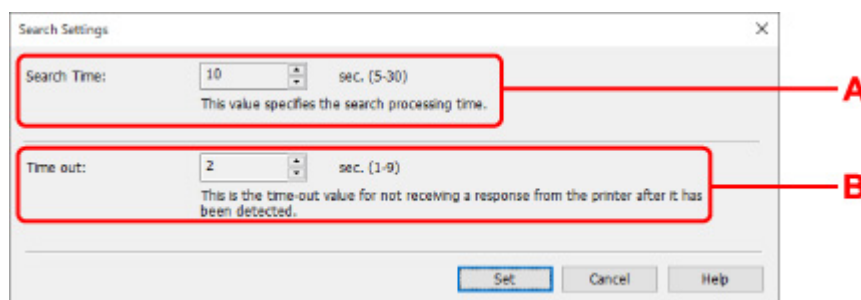 Search Settings
Search Time: 10 sec. (5-30)
This value specifies the search processing time.
A
Time out: 2 sec. (1-9)
This is the time-out value for not receiving a response from the printer after it has
been detected.
B
Set Cancel Help